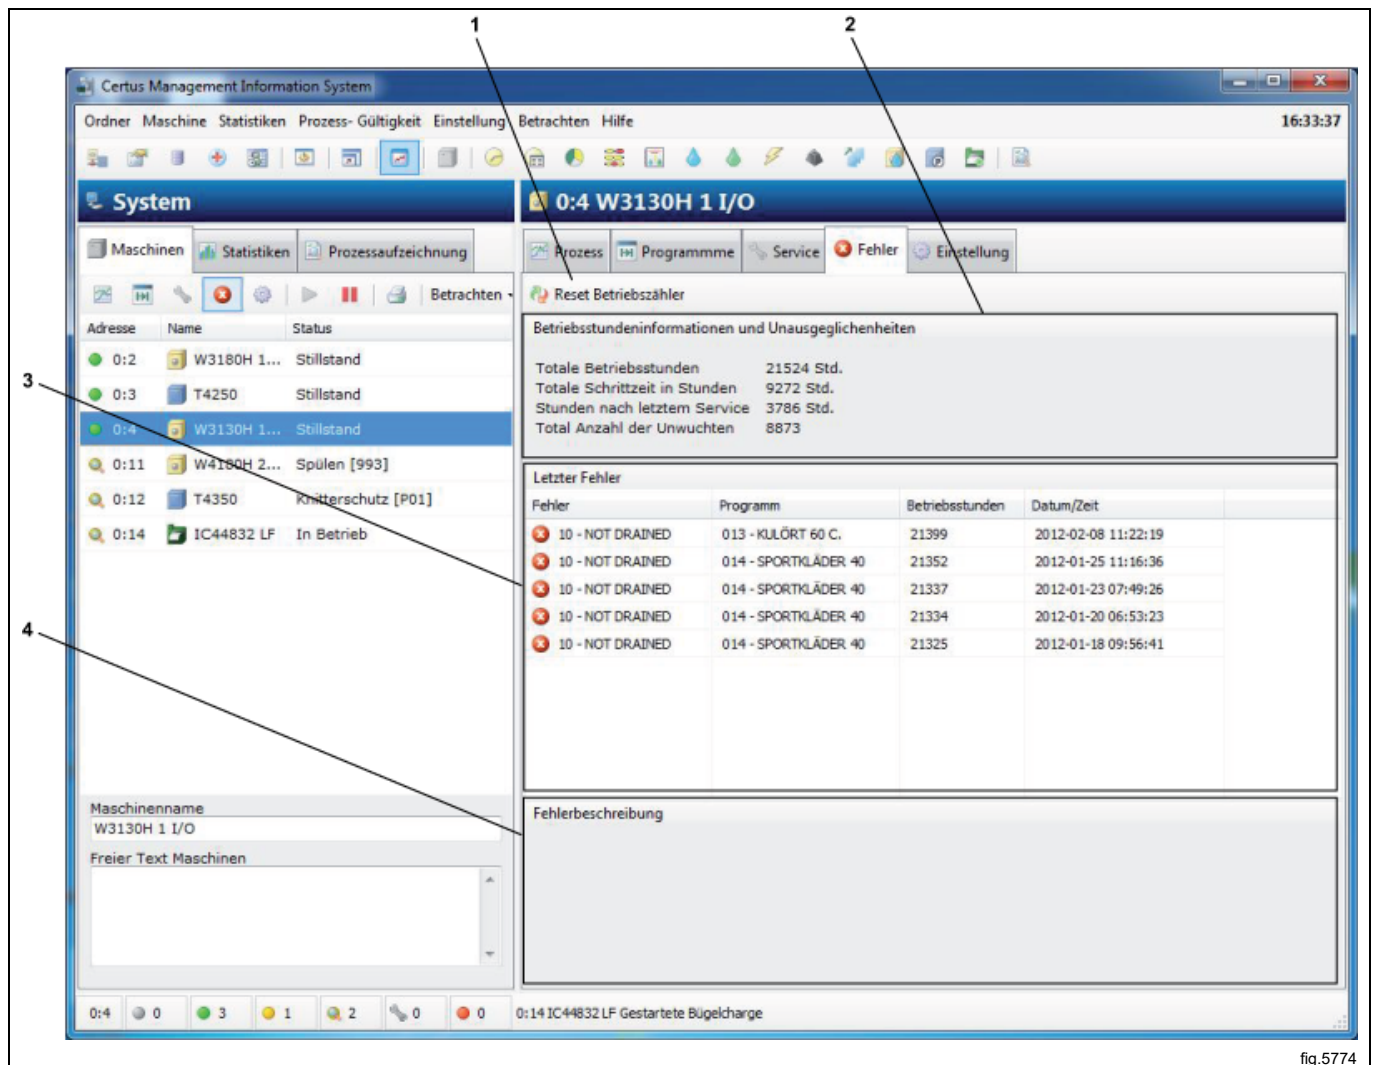 1
2
Certus Management Information System
Ordner Maschine Statistiken Prozess- Gültigkeit Einstellung Betrachten Hilfe 16:33:37
System
0:4 W3130H 1 I/O
Maschinen Statistiken Prozessaufzeichnung
Prozess Programmme Service Fehler Einstellung
Betrachten
Reset Betriebszähler
Adresse Name Status
0:2 W3180H 1... Stillstand
0:3 T4250 Stillstand
0:4 W3130H 1... Stillstand
0:11 W4180H 2... Spülen [993]
0:12 T4350 Knitterschutz [P01]
0:14 IC44832 LF In Betrieb
3
4
Betriebsstundeninformationen und Unausgeglichenheiten
Totale Betriebsstunden 21524 Std.
Totale Schrittzeit in Stunden 9272 Std.
Stunden nach letztem Service 3786 Std.
Total Anzahl der Unwuchten 8873
Letzter Fehler
Fehler Programm Betriebsstunden Datum/Zeit
10 - NOT DRAINED 013 - KULÖRT 60 C. 21399 2012-02-08 11:22:19
10 - NOT DRAINED 014 - SPORTKLÄDER 40 21352 2012-01-25 11:16:36
10 - NOT DRAINED 014 - SPORTKLÄDER 40 21337 2012-01-23 07:49:26
10 - NOT DRAINED 014 - SPORTKLÄDER 40 21334 2012-01-20 06:53:23
10 - NOT DRAINED 014 - SPORTKLÄDER 40 21325 2012-01-18 09:56:41
Maschinenname
W3130H 1 I/O
Freier Text Maschinen
Fehlerbeschreibung
0:4 0 3 1 2 0 0 0:14 IC44832 LF Gestartete Bügelcharge
fig.5774